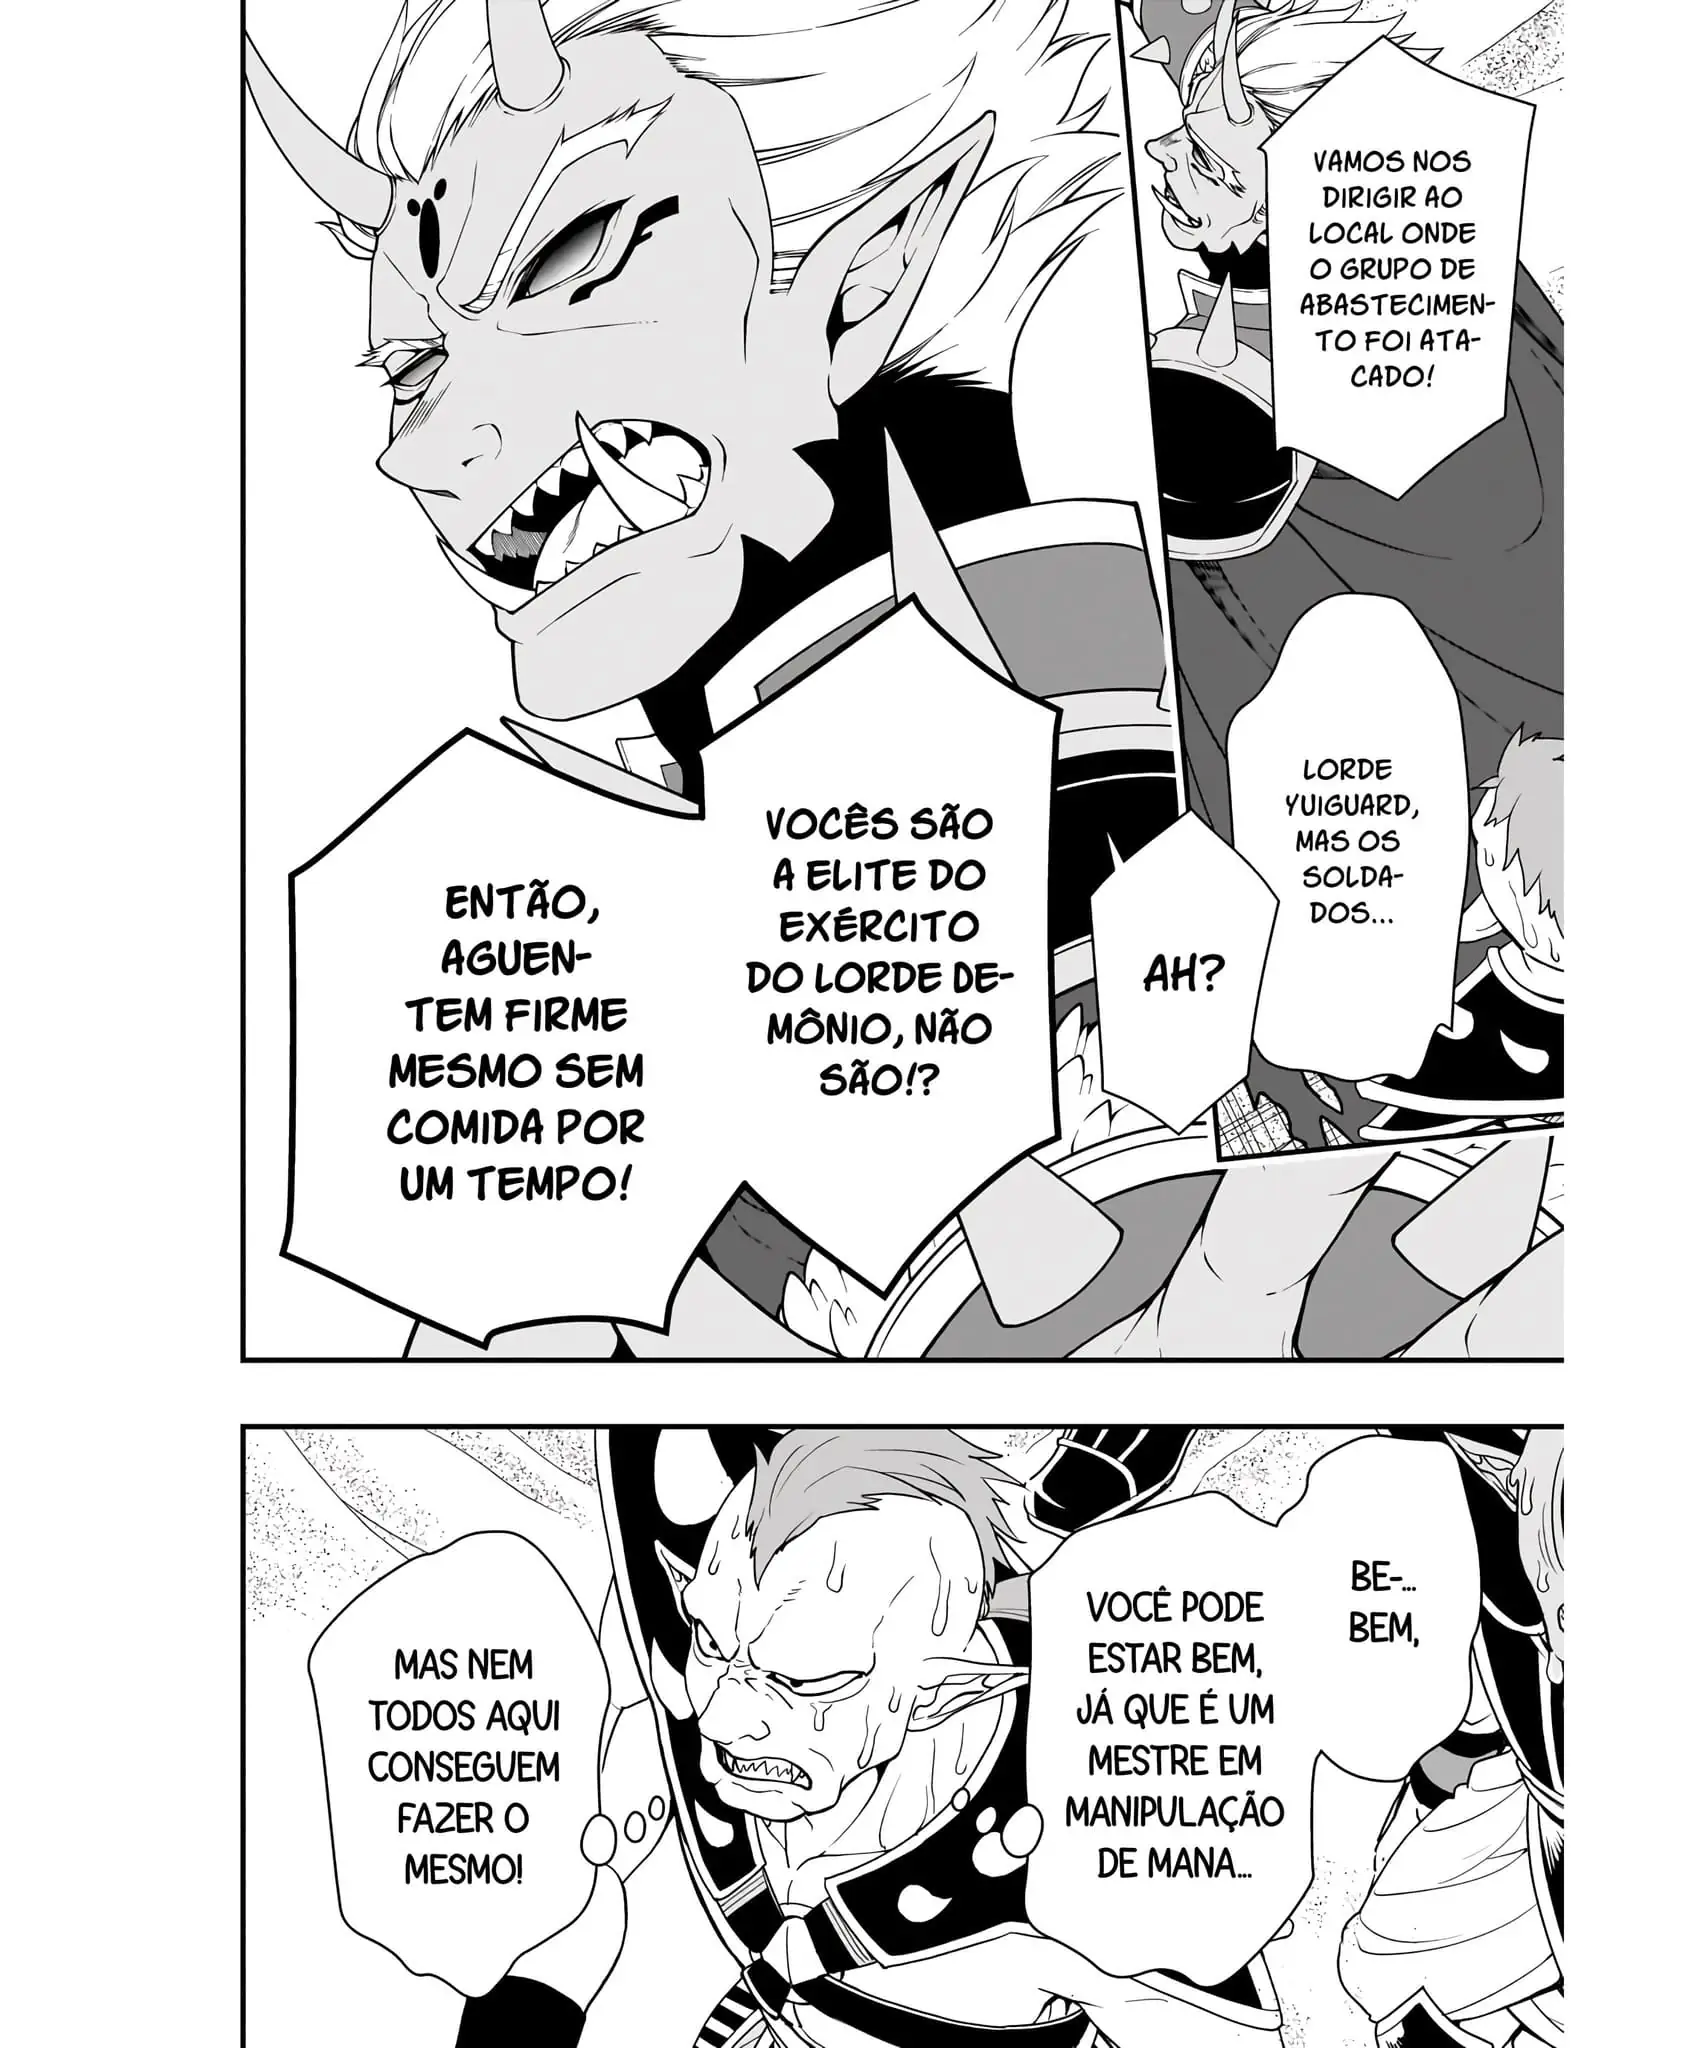 VAMOS NOS
DIRIGIR AO
LOCAL ONDE
O GRUPO DE
ABASTECIMEN-
TO FOI ATA-
CADO!
LORDE
YUIGUARD,
MAS OS
SOLDA-
DOS...
AH?
VOCÊS SÃO
A ELITE DO
EXÉRCITO
DO LORDE DE-
MÔNIO, NÃO
SÃO!?
ENTÃO,
AGUEN-
TEM FIRME
MESMO SEM
COMIDA POR
UM TEMPO!
BE-...
BEM,
VOCÊ PODE
ESTAR BEM,
JÁ QUE É UM
MESTRE EM
MANIPULAÇÃO
DE MANA...
MAS NEM
TODOS AQUI
CONSEGUEM
FAZER O
MESMO!